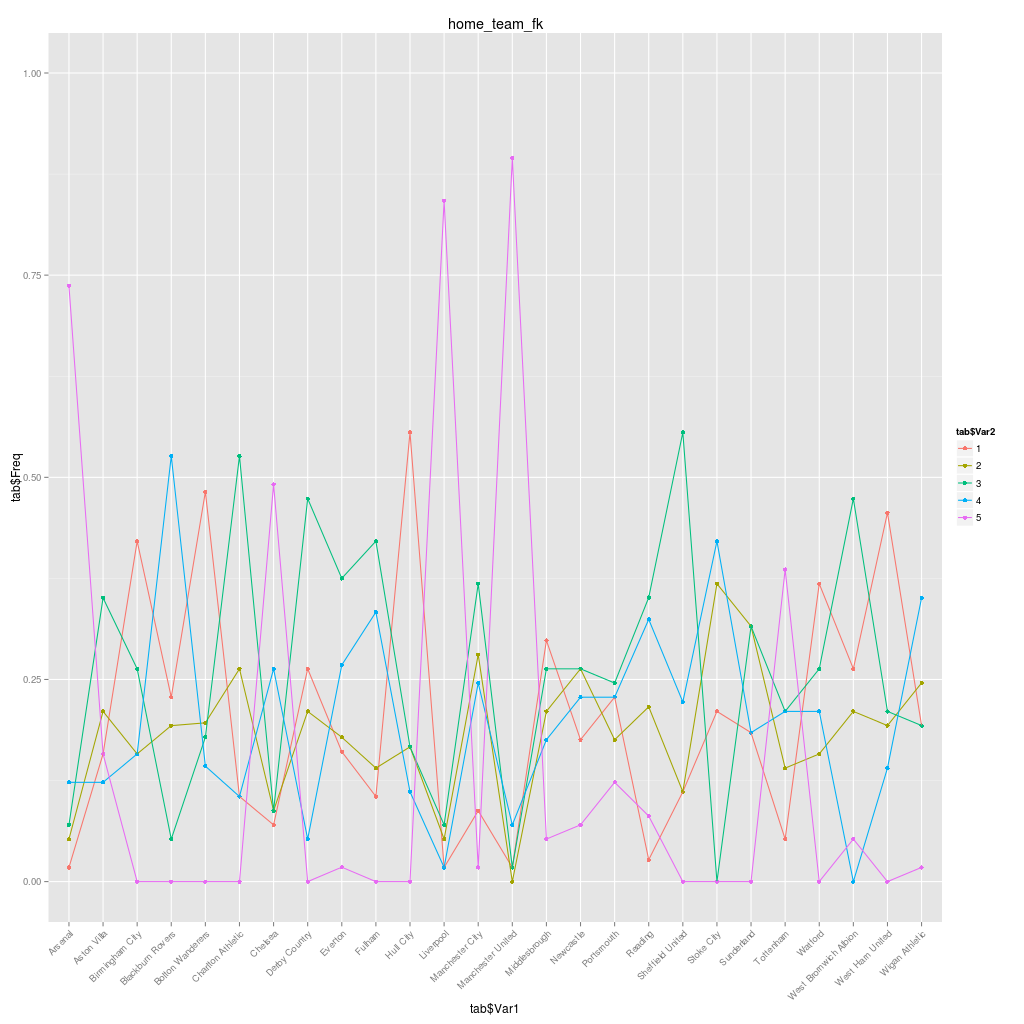 home_team_fk
tab$Freq
1.00
0.75
0.50
0.25
0.00
Arsenal
Aston Villa
Birmingham City
Blackburn Rovers
Bolton Wanderers
Charlton Athletic
Chelsea
Derby Country
Everton
Fulham
Hull City
Liverpool
Manchester City
Manchester United
Middlesbrough
Newcastle
Portsmouth
Reading
Sheffield United
Stoke City
Sunderland
Tottenham
Watford
West Bromwich Albion
West Ham United
Wigan Athletic
tab$Var1
tab$Var2
1
2
3
4
5